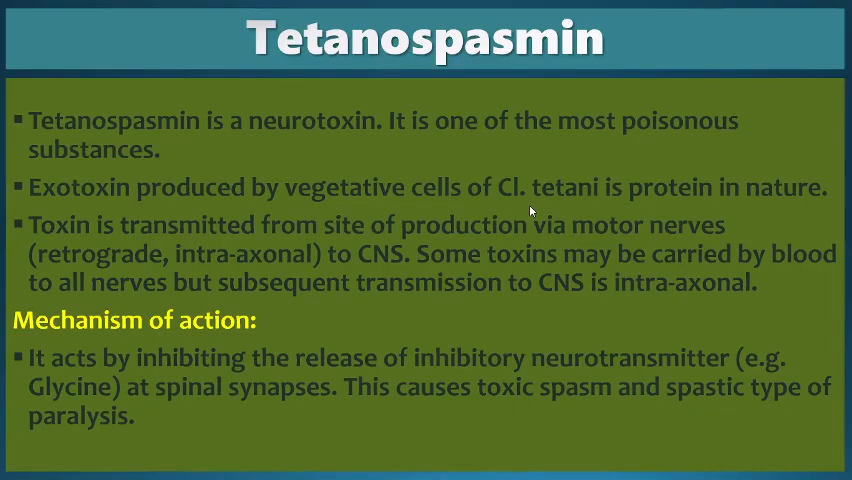 Tetanospasmin
▪ Tetanospasmin is a neurotoxin. It is one of the most poisonous
substances.
▪ Exotoxin produced by vegetative cells of Cl. tetani is protein in nature.
▪ Toxin is transmitted from site of production via motor nerves
(retrograde, intra-axonal) to CNS. Some toxins may be carried by blood
to all nerves but subsequent transmission to CNS is intra-axonal.
Mechanism of action:
▪ It acts by inhibiting the release of inhibitory neurotransmitter (e.g.
Glycine) at spinal synapses. This causes toxic spasm and spastic type of
paralysis.